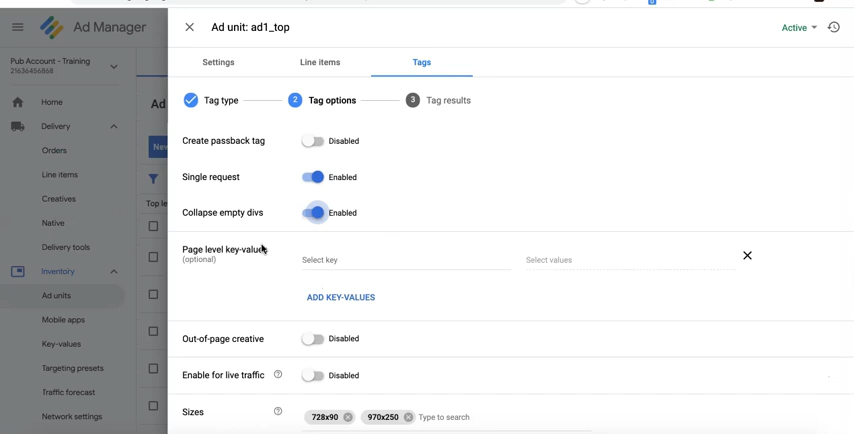 Ad Manager
Ad unit: ad1_top
Active
Pub Account - Training
21636456868
Settings
Line items
Tags
Home
Delivery
Orders
Line items
Creatives
Native
Delivery tools
Inventory
Ad units
Mobile apps
Key-values
Targeting presets
Traffic forecast
Network settings
Ad
New
Top le
Tag type
2 Tag options
3 Tag results
Create passback tag
Disabled
Single request
Enabled
Collapse empty divs
Enabled
Page level key-values
(optional)
Select key
Select values
ADD KEY-VALUES
Out-of-page creative
Disabled
Enable for live traffic
Disabled
Sizes
728x90
970x250
Type to search